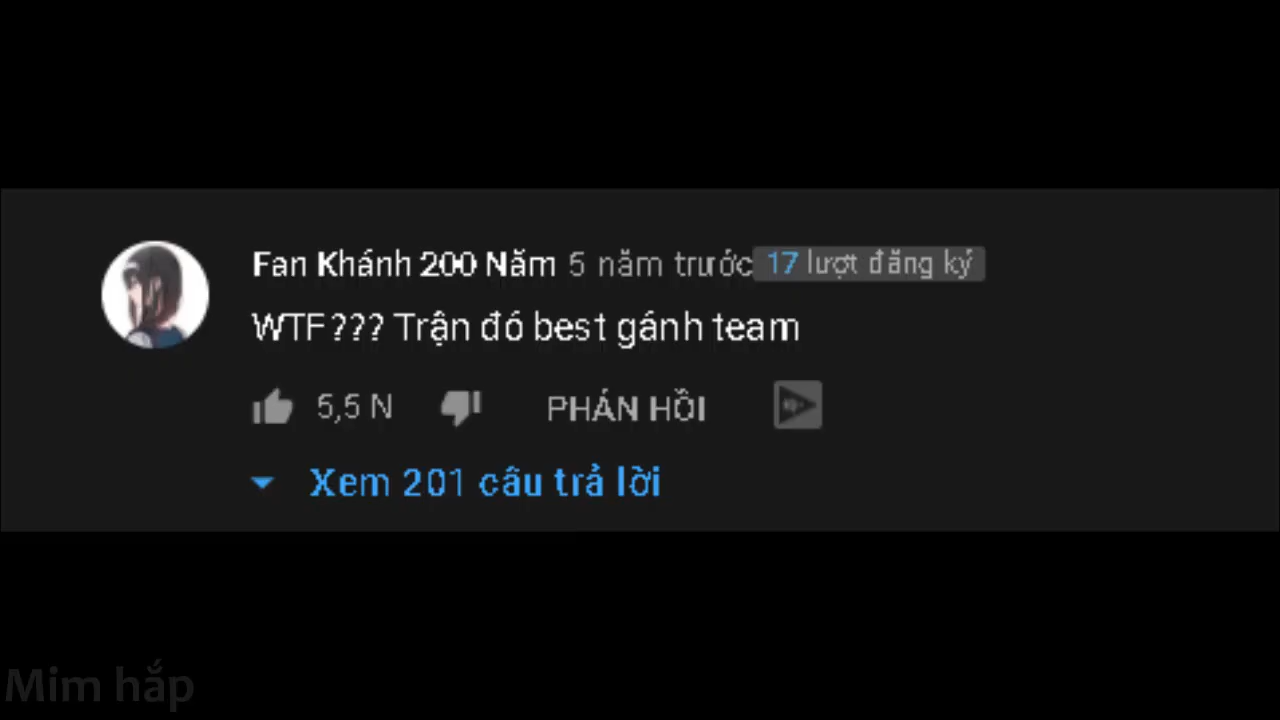 Fan Khánh 200 Năm 5 năm trước 17 lượt đăng ký
WTF??? Trận đó best gánh team
5,5 N PHẢN HỒI
Xem 201 câu trả lời
Mim hắp